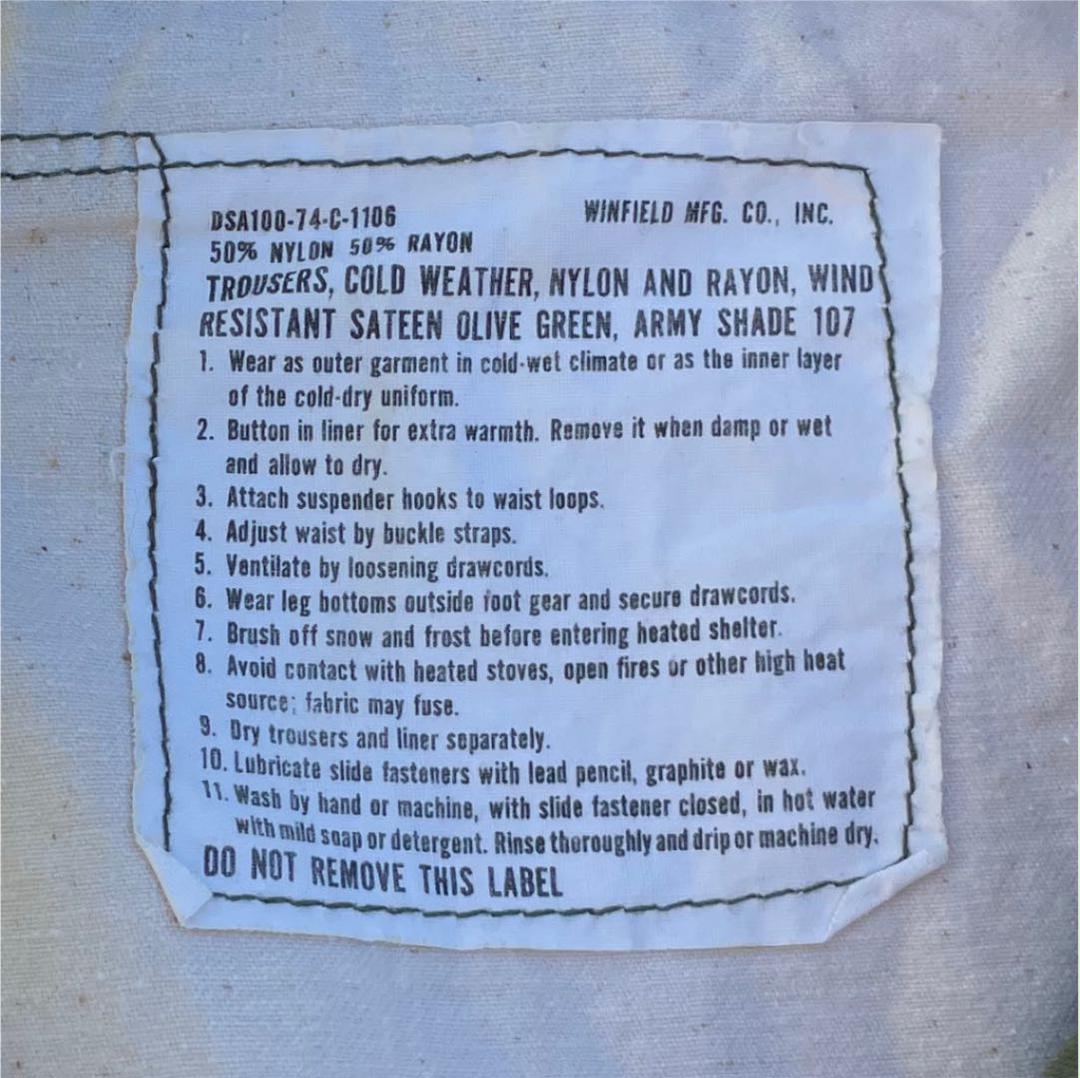 DSA100-74-C-1106 WINFIELD MFG. CO., INC.
50% NYLON 50% RAYON
TROUSERS, COLD WEATHER, NYLON AND RAYON, WIND
RESISTANT SATEEN OLIVE GREEN, ARMY SHADE 107
1. Wear as outer garment in cold-wet climate or as the inner layer
of the cold-dry uniform.
2. Button in liner for extra warmth. Remove it when damp or wet
and allow to dry.
3. Attach suspender hooks to waist loops.
4. Adjust waist by buckle straps.
5. Ventilate by loosening drawcords.
6. Wear leg bottoms outside foot gear and secure drawcords.
7. Brush off snow and frost before entering heated shelter.
8. Avoid contact with heated stoves, open fires or other high heat
source; fabric may fuse.
9. Dry trousers and liner separately.
10. Lubricate slide fasteners with lead pencil, graphite or wax.
11. Wash by hand or machine, with slide fastener closed, in hot water
with mild soap or detergent. Rinse thoroughly and drip or machine dry.
DO NOT REMOVE THIS LABEL